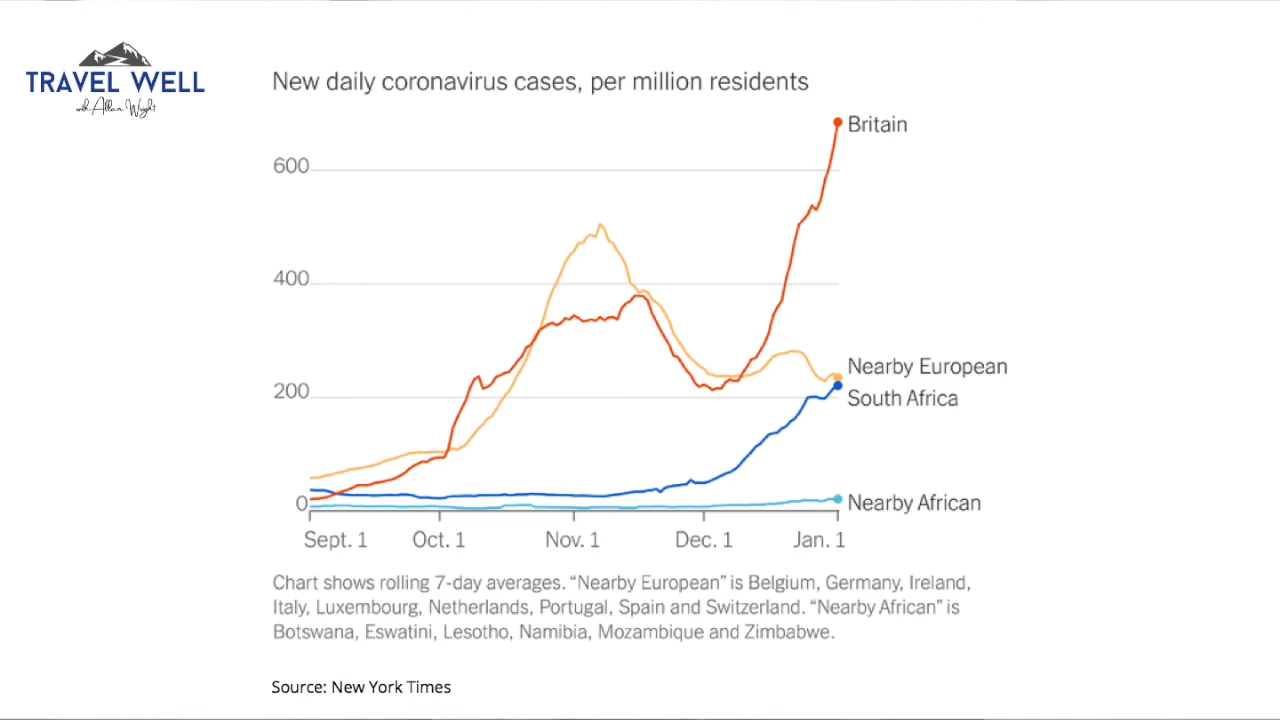 TRAVEL WELL
with Allan Wright
New daily coronavirus cases, per million residents
Britain
600
400
Nearby European
200
South Africa
0
Nearby African
Sept. 1
Oct. 1
Nov. 1
Dec. 1
Jan. 1
Chart shows rolling 7-day averages. “Nearby European” is Belgium, Germany, Ireland,
Italy, Luxembourg, Netherlands, Portugal, Spain and Switzerland. “Nearby African” is
Botswana, Eswatini, Lesotho, Namibia, Mozambique and Zimbabwe.
Source: New York Times